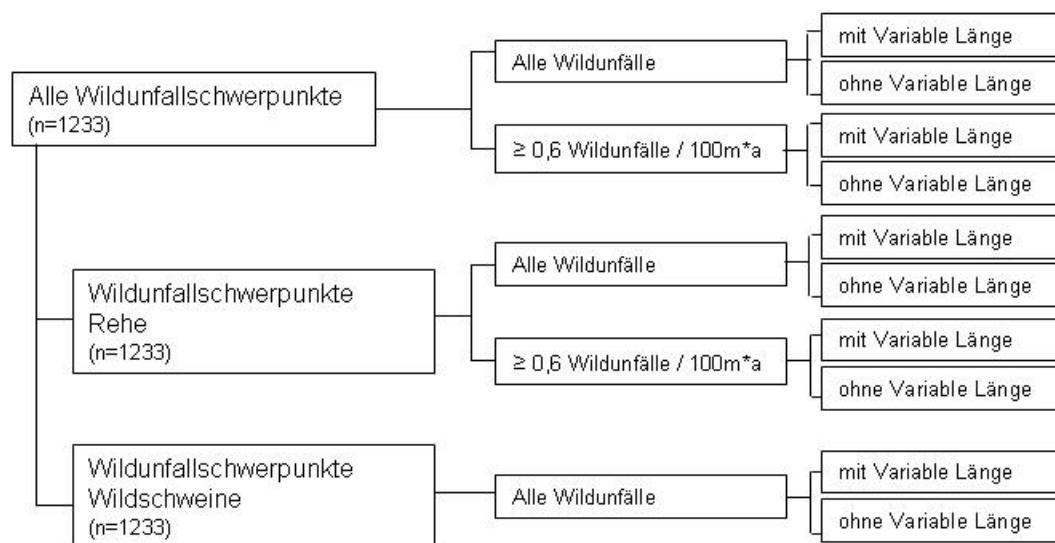 Alle Wildunfallschwerpunkte
(n=1233)
Alle Wildunfälle
mit Variable Länge
ohne Variable Länge
≥ 0,6 Wildunfälle / 100m*a
mit Variable Länge
ohne Variable Länge
Wildunfallschwerpunkte
Rehe
(n=1233)
Alle Wildunfälle
mit Variable Länge
ohne Variable Länge
≥ 0,6 Wildunfälle / 100m*a
mit Variable Länge
ohne Variable Länge
Wildunfallschwerpunkte
Wildschweine
(n=1233)
Alle Wildunfälle
mit Variable Länge
ohne Variable Länge